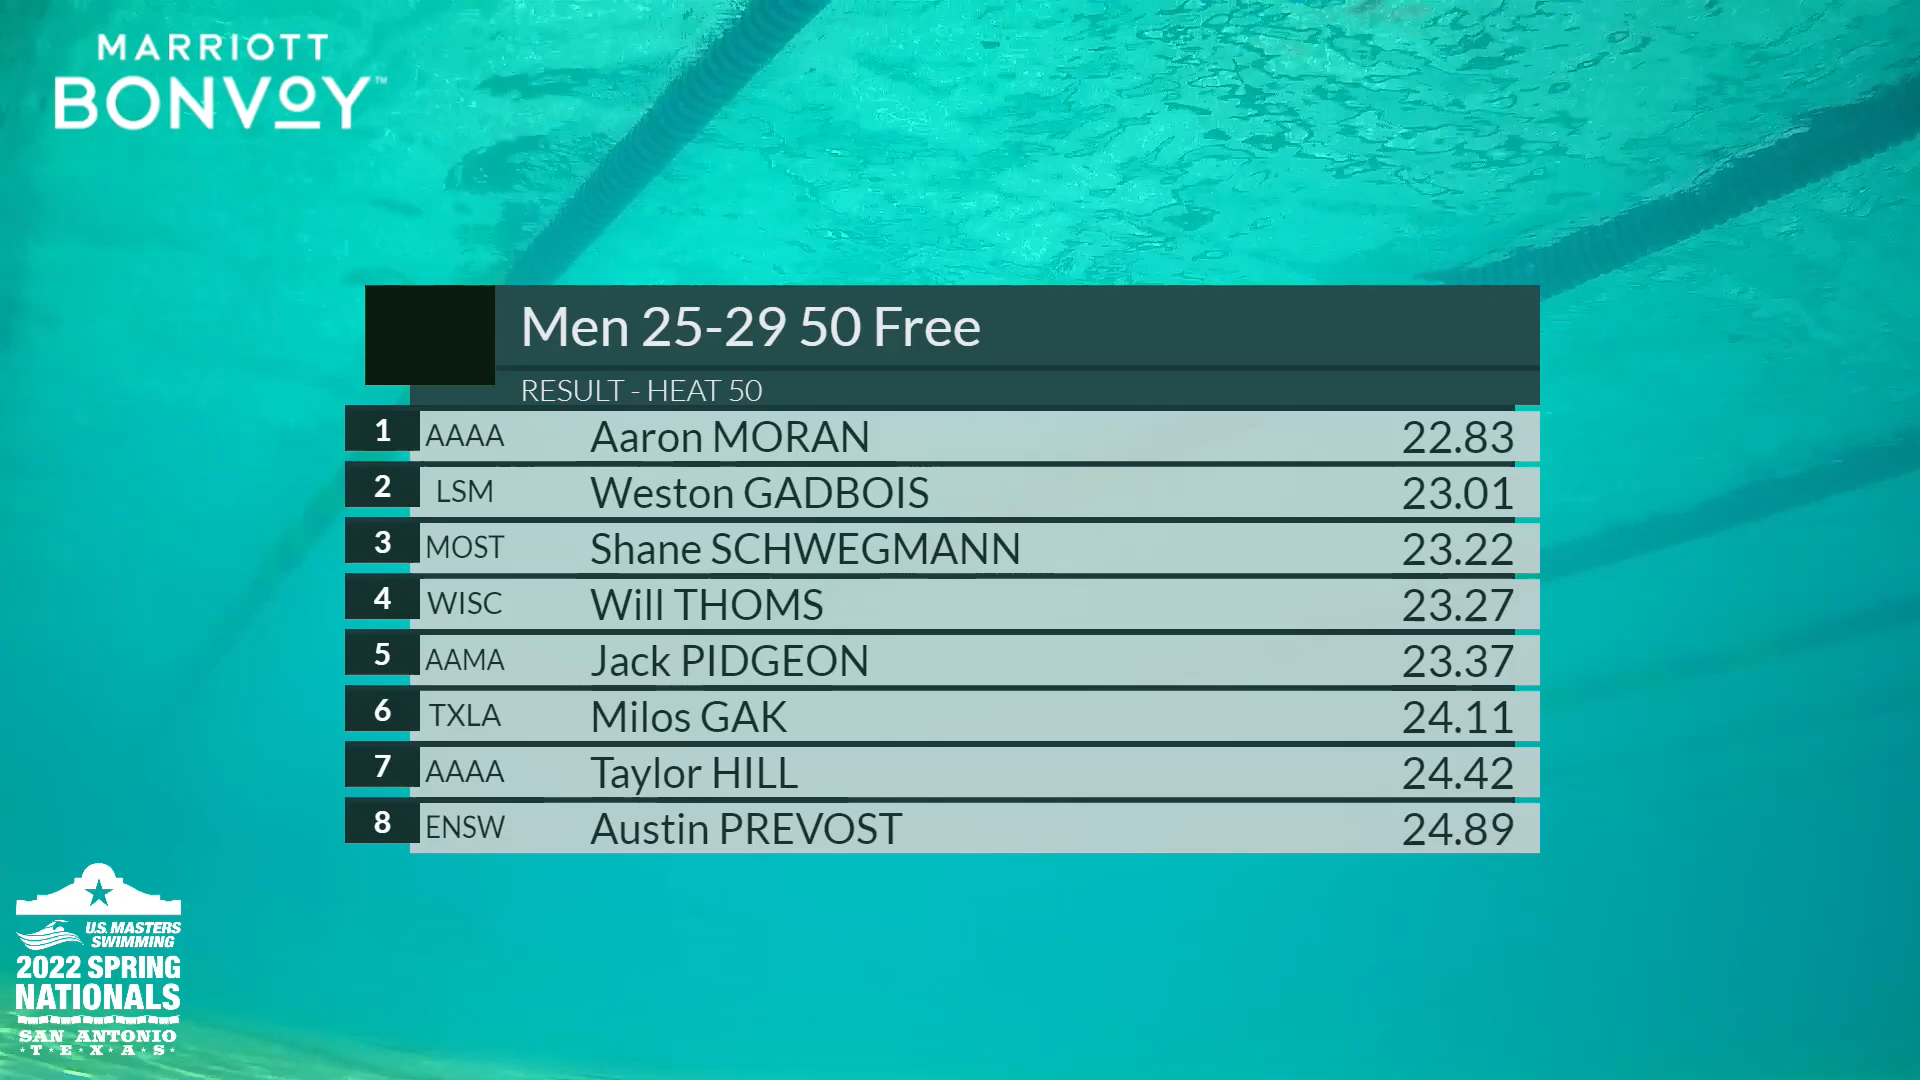 MARRIOTT
BONVOY™
Men 25-29 50 Free
RESULT - HEAT 50
1 AAAA Aaron MORAN 22.83
2 LSM Weston GADBOIS 23.01
3 MOST Shane SCHWEGMANN 23.22
4 WISC Will THOMS 23.27
5 AAMA Jack PIDGEON 23.37
6 TXLA Milos GAK 24.11
7 AAAA Taylor HILL 24.42
8 ENSW Austin PREVOST 24.89
U.S. MASTERS
SWIMMING
2022 SPRING
NATIONALS
SAN ANTONIO
•T•E•X•A•S•